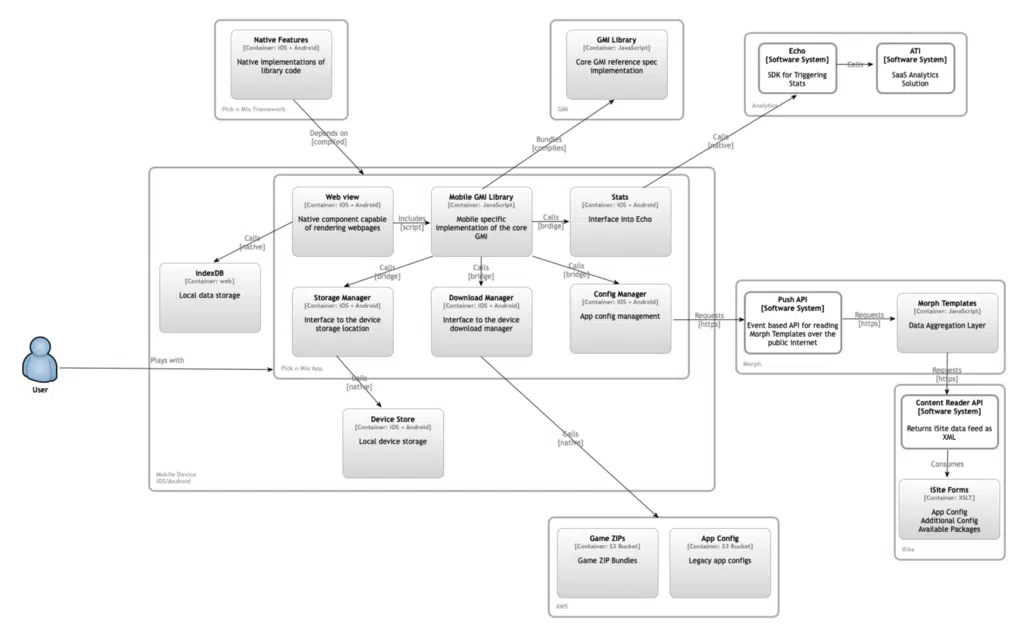 Native Features
[Container: iOS + Android]
Native implementations of
library code
Pick n Mix Framework
GMI Library
[Container: JavaScript]
Core GMI reference spec
implementation
GMI
Echo
[Software System]
SDK for Triggering
Stats
Calls
ATI
[Software System]
SaaS Analytics
Solution
Analytics
Depends on
[compiled]
Bundles
[compiles]
Calls
[native]
Web view
[Container: iOS + Android]
Native component capable
of rendering webpages
Includes
[script]
Mobile GMI Library
[Container: JavaScript]
Mobile specific
implementation of the core
GMI
Calls
[brdige]
Stats
[Container: iOS + Android]
Interface into Echo
Calls
[native]
IndexDB
[Container: web]
Local data storage
Calls
[bridge]
Calls
[bridge]
Calls
[bridge]
Storage Manager
[Container: iOS + Android]
Interface to the device
storage location
Download Manager
[Container: iOS + Android]
Interface to the device
download manager
Config Manager
[Container: iOS + Android]
App config management
Requests
[https]
Push API
[Software System]
Event based API for reading
Morph Templates over the
public internet
Requests
[https]
Morph Templates
[Container: JavaScript]
Data Aggregation Layer
Morph
Plays with
User
Pick n Mix App
Calls
[native]
Device Store
[Container: iOS + Android]
Local device storage
Calls
[native]
Mobile Device
iOS/Android
Requests
[https]
Content Reader API
[Software System]
Returns iSite data feed as
XML
Consumes
iSite Forms
[Container: XSLT]
App Config
Additional Config
Available Packages
iSite
Game ZIPs
[Container: S3 Bucket]
Game ZIP Bundles
App Config
[Container: S3 Bucket]
Legacy app configs
AWS